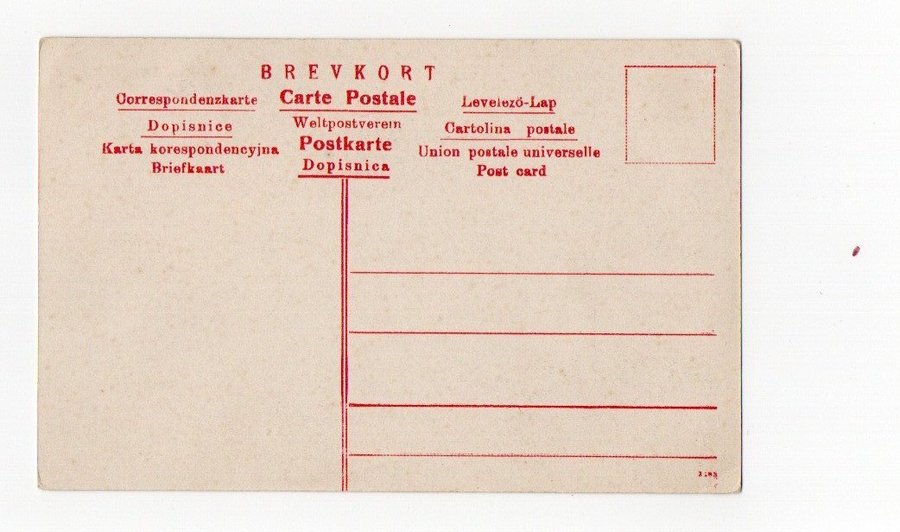 BREVKORT
Correspondenzkarte
Dopisnice
Karta korespondencyjna
Briefkaart
Carte Postale
Weltpostverein
Postkarte
Dopisnica
Levelező-Lap
Cartolina postale
Union postale universelle
Post card